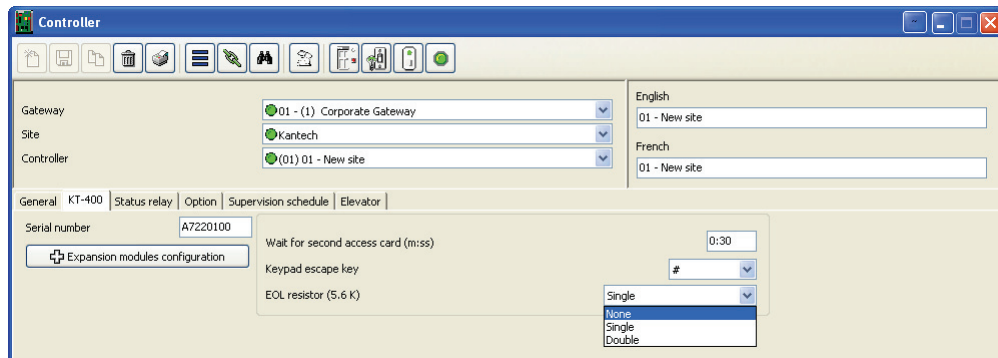 Controller
English
Gateway 01 - (1) Corporate Gateway 01 - New site
Site Kantech
French
Controller (01) 01 - New site 01 - New site
General KT-400 Status relay Option Supervision schedule Elevator
Serial number A7220100
Wait for second access card (m:ss) 0:30
Expansion modules configuration
Keypad escape key #
EOL resistor (5.6 K) Single
None
Single
Double